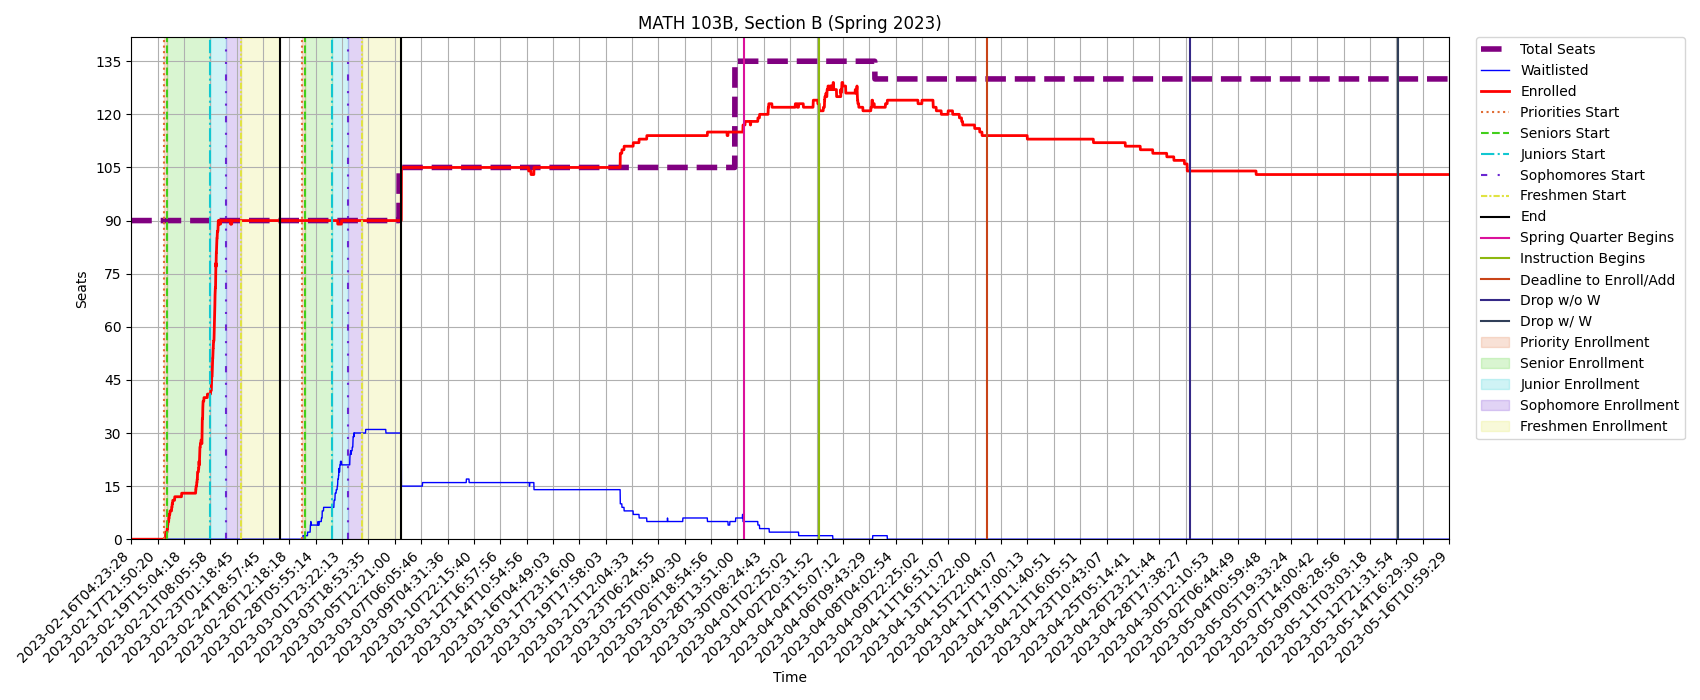 MATH 103B, Section B (Spring 2023)
Seats
135
120
105
90
75
60
45
30
15
0
2023-02-16T04:23:28
2023-02-17T21:50:20
2023-02-19T15:04:18
2023-02-21T08:05:58
2023-02-23T01:18:45
2023-02-24T18:57:45
2023-02-26T12:18:18
2023-02-28T05:55:14
2023-03-01T23:22:13
2023-03-03T18:53:35
2023-03-05T12:21:00
2023-03-07T06:05:46
2023-03-09T04:31:36
2023-03-10T22:15:40
2023-03-12T16:57:56
2023-03-14T10:54:56
2023-03-16T04:49:03
2023-03-17T23:16:00
2023-03-19T17:58:03
2023-03-21T12:04:33
2023-03-23T06:24:55
2023-03-25T00:40:30
2023-03-26T18:54:56
2023-03-28T13:51:00
2023-03-30T08:24:43
2023-04-01T02:25:02
2023-04-02T20:31:52
2023-04-04T15:07:12
2023-04-06T09:43:29
2023-04-08T04:02:54
2023-04-09T22:25:02
2023-04-11T16:51:07
2023-04-13T11:22:00
2023-04-15T22:04:07
2023-04-17T17:00:13
2023-04-19T11:40:51
2023-04-21T16:05:51
2023-04-23T10:43:07
2023-04-25T05:14:41
2023-04-26T23:21:44
2023-04-28T17:38:27
2023-04-30T12:10:53
2023-05-02T06:44:49
2023-05-04T00:59:48
2023-05-05T19:33:24
2023-05-07T14:00:42
2023-05-09T08:28:56
2023-05-11T03:03:18
2023-05-12T21:31:54
2023-05-14T16:29:30
2023-05-16T10:59:29
Time
Total Seats
Waitlisted
Enrolled
Priorities Start
Seniors Start
Juniors Start
Sophomores Start
Freshmen Start
End
Spring Quarter Begins
Instruction Begins
Deadline to Enroll/Add
Drop w/o W
Drop w/ W
Priority Enrollment
Senior Enrollment
Junior Enrollment
Sophomore Enrollment
Freshmen Enrollment